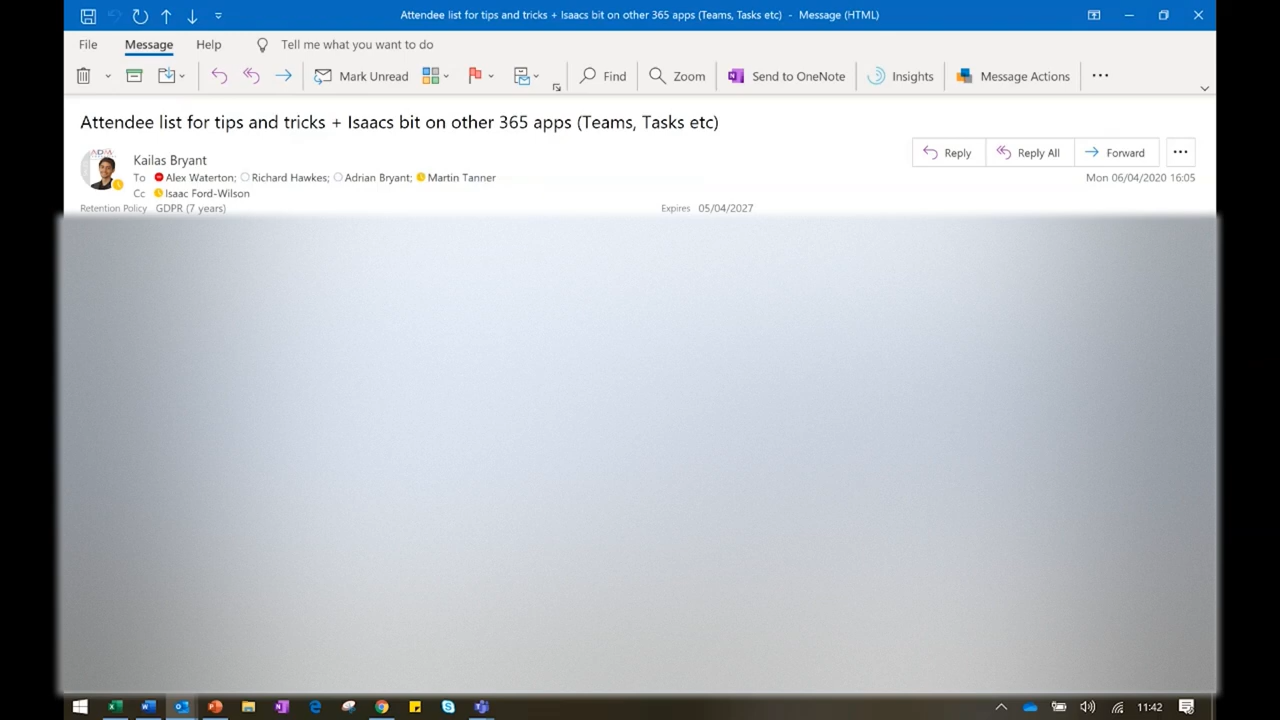 Attendee list for tips and tricks + Isaacs bit on other 365 apps (Teams, Tasks etc) - Message (HTML)
File Message Help Tell me what you want to do
Mark Unread Find Zoom Send to OneNote Insights Message Actions
Attendee list for tips and tricks + Isaacs bit on other 365 apps (Teams, Tasks etc)
ADM
Kailas Bryant
Reply Reply All Forward
To Alex Waterton; Richard Hawkes; Adrian Bryant; Martin Tanner
Mon 06/04/2020 16:05
Cc Isaac Ford-Wilson
Retention Policy GDPR (7 years) Expires 05/04/2027
11:42